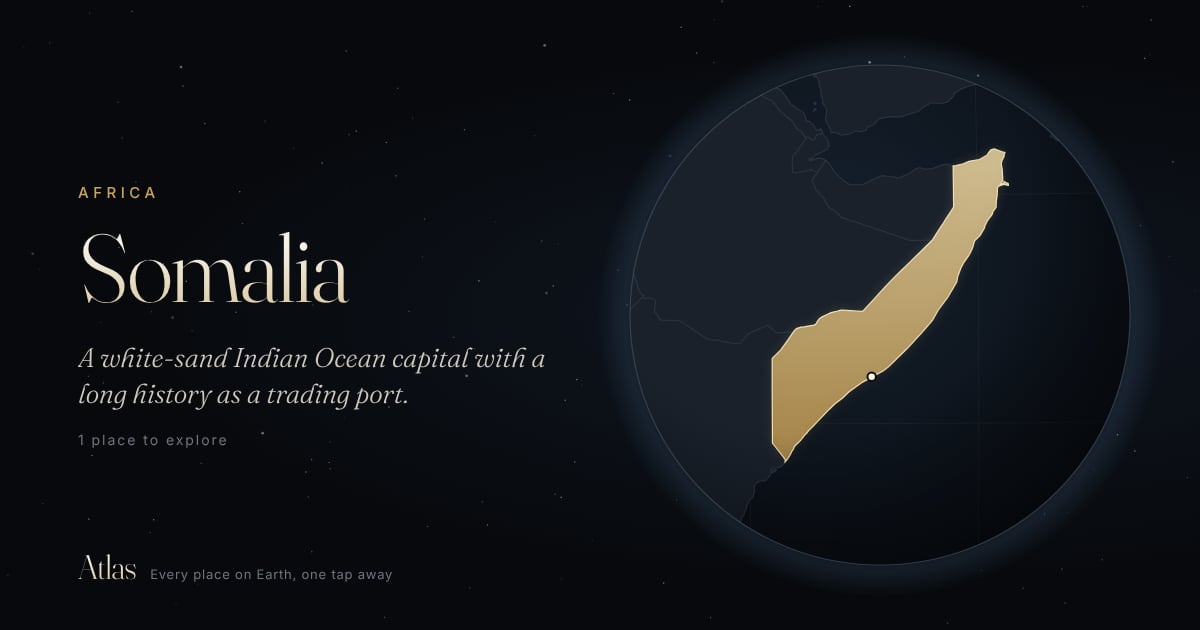 AFRICA
Somalia
A white-sand Indian Ocean capital with a
long history as a trading port.
1 place to explore
Atlas Every place on Earth, one tap away